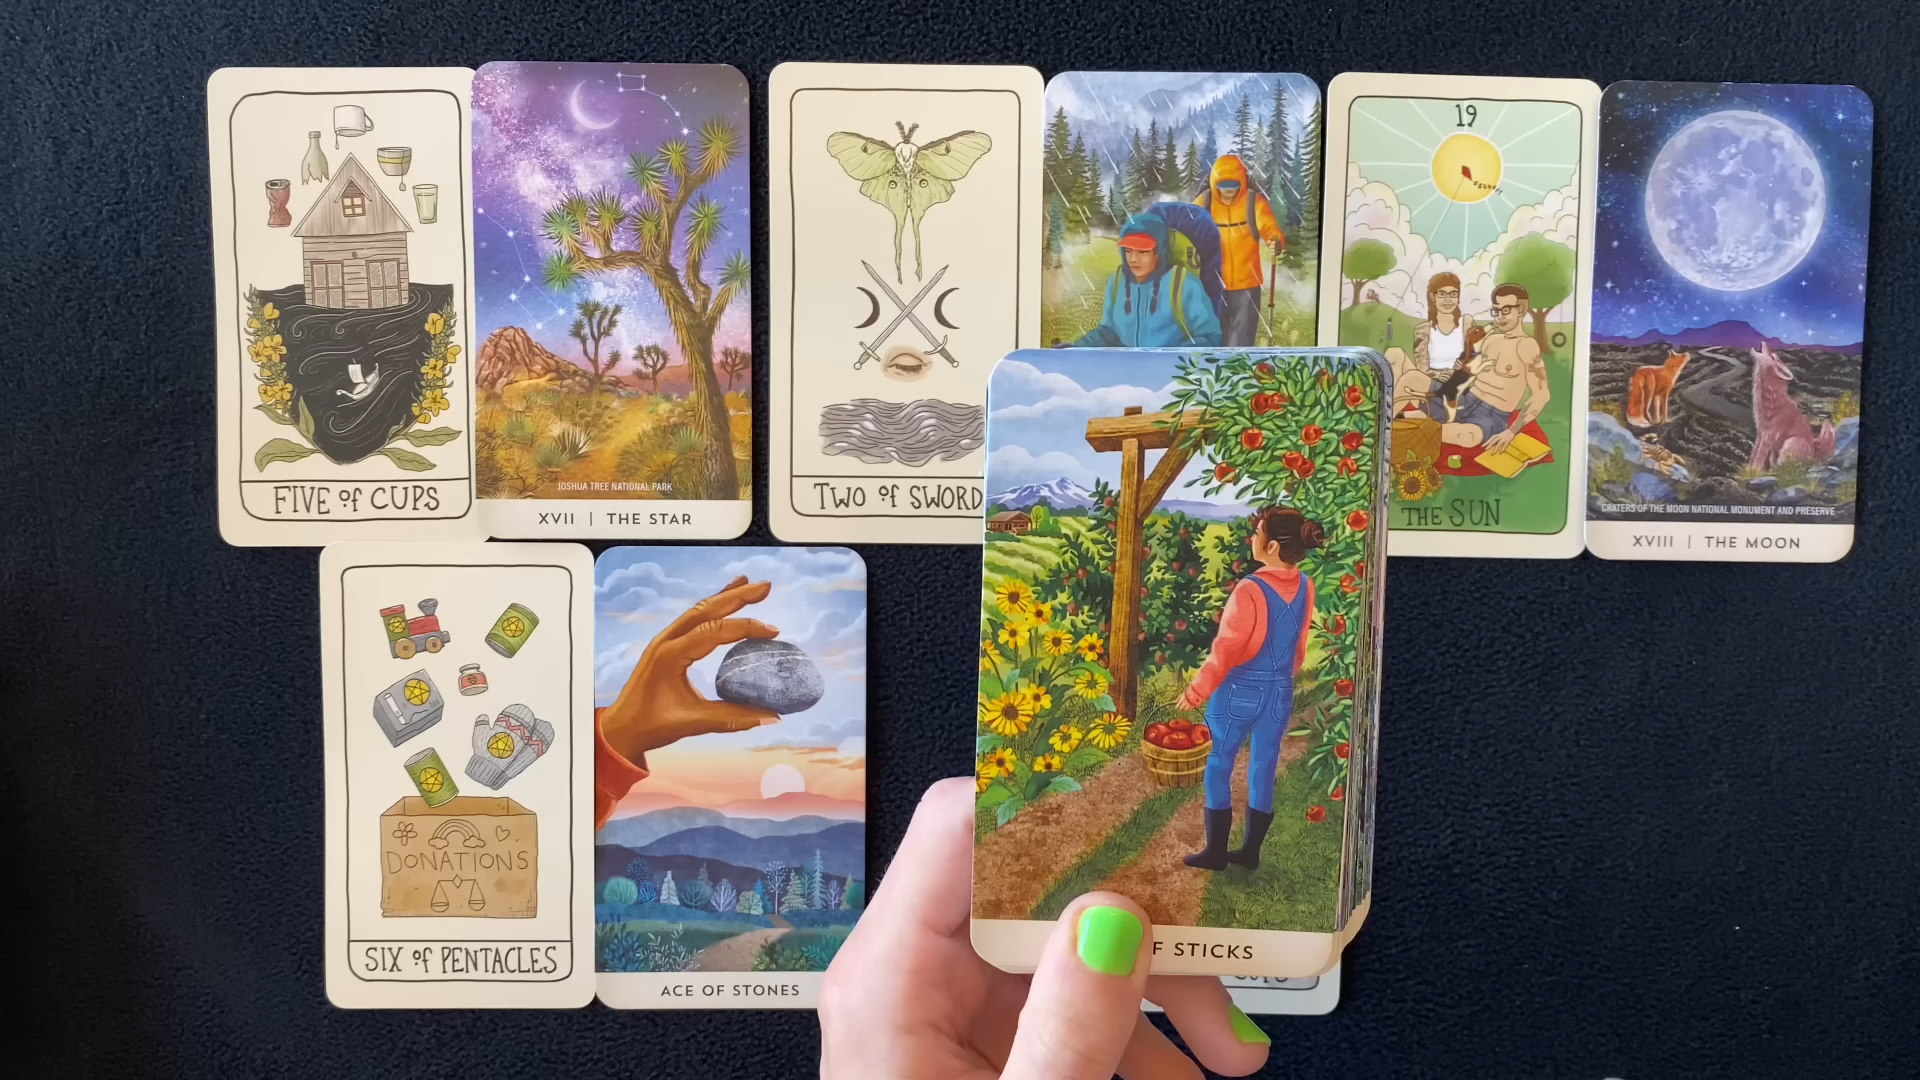 FIVE of CUPS
JOSHUA TREE NATIONAL PARK
XVII | THE STAR
TWO of SWORD
19
THE SUN
CRATERS OF THE MOON NATIONAL MONUMENT AND PRESERVE
XVIII | THE MOON
DONATIONS
SIX of PENTACLES
ACE OF STONES
F STICKS
CUPS